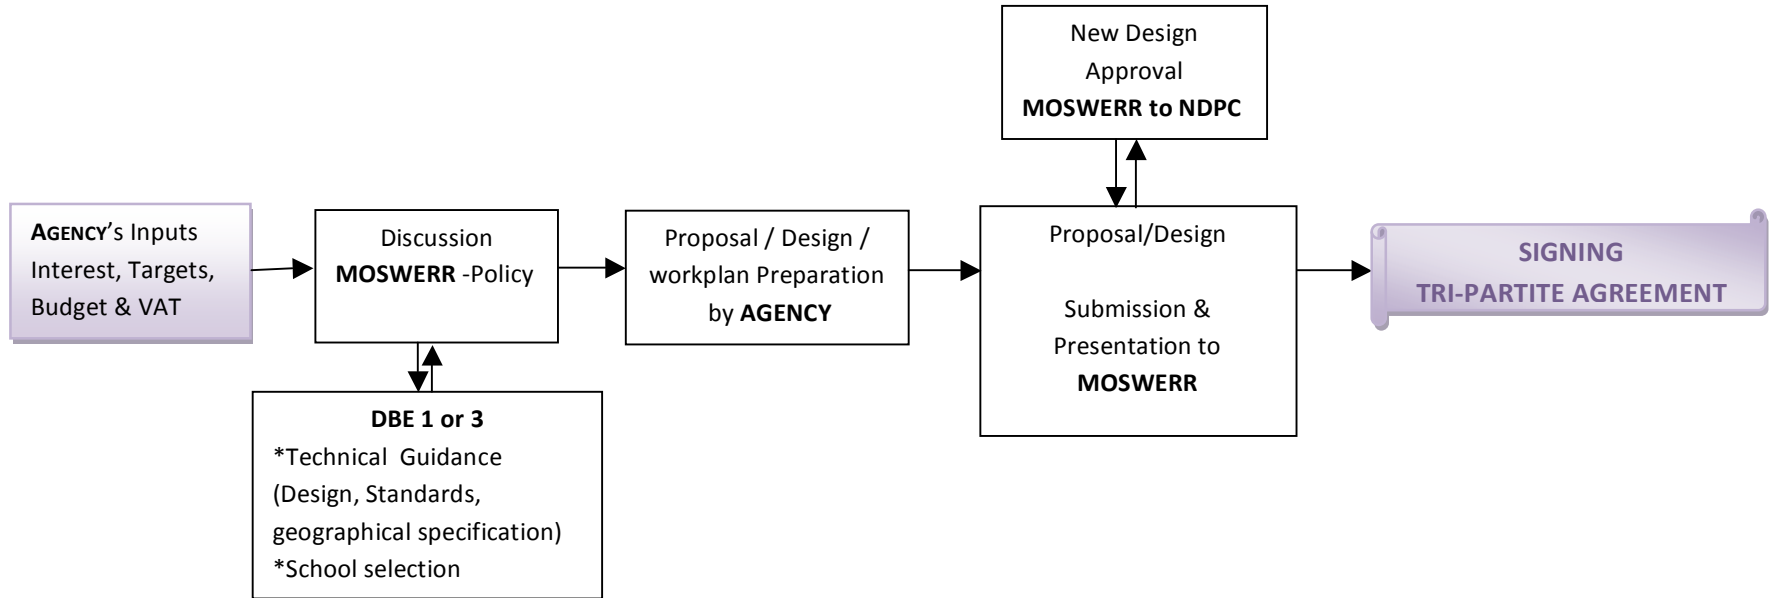 AGENCY's Inputs
Interest, Targets,
Budget & VAT
Discussion
MOSWERR -Policy
DBE 1 or 3
*Technical Guidance
(Design, Standards,
geographical specification)
*School selection
Proposal / Design /
workplan Preparation
by AGENCY
New Design
Approval
MOSWERR to NDPC
Proposal/Design
Submission &
Presentation to
MOSWERR
SIGNING
TRI-PARTITE AGREEMENT